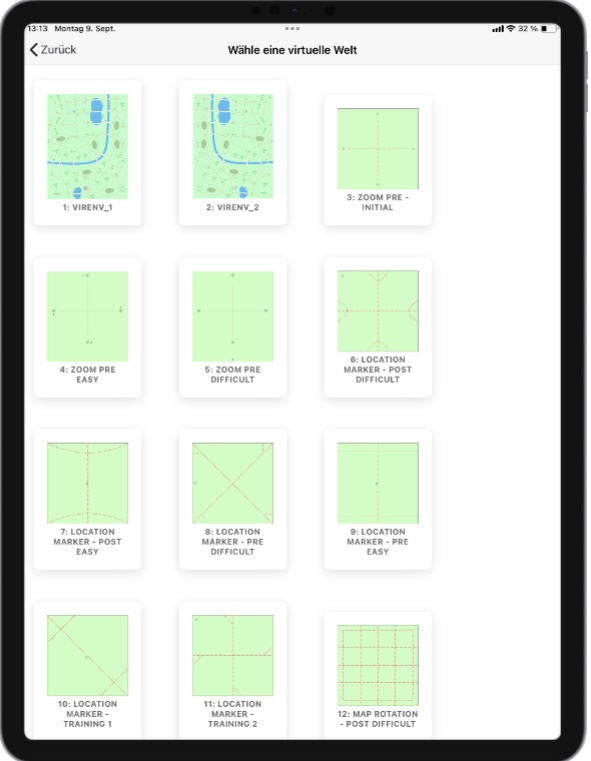 13:13 Montag 9. Sept.
32 %
Zurück
Wähle eine virtuelle Welt
1: VIRENV_1
2: VIRENV_2
3: ZOOM PRE -
INITIAL
4: ZOOM PRE
EASY
5: ZOOM PRE
DIFFICULT
6: LOCATION
MARKER - POST
DIFFICULT
7: LOCATION
MARKER - POST
EASY
8: LOCATION
MARKER - PRE
DIFFICULT
9: LOCATION
MARKER - PRE
EASY
10: LOCATION
MARKER -
TRAINING 1
11: LOCATION
MARKER -
TRAINING 2
12: MAP ROTATION
- POST DIFFICULT